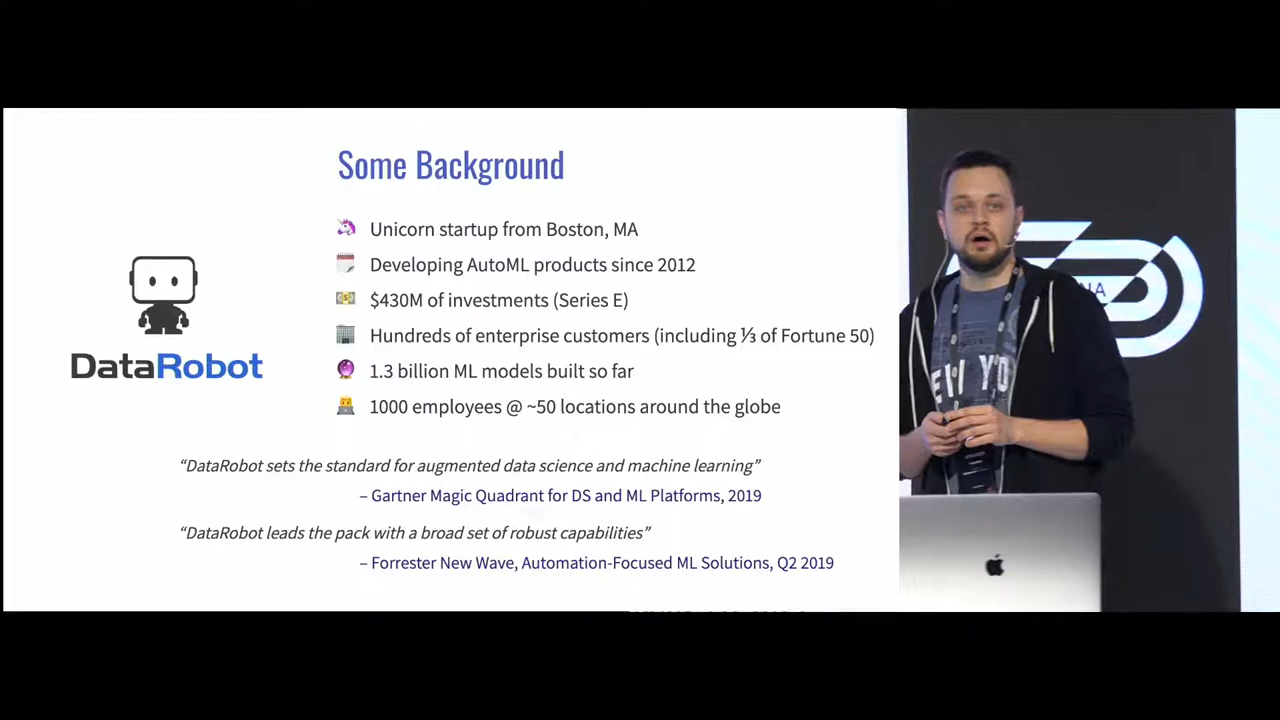 Some Background
Unicorn startup from Boston, MA
Developing AutoML products since 2012
$430M of investments (Series E)
Hundreds of enterprise customers (including ⅓ of Fortune 50)
1.3 billion ML models built so far
1000 employees @ ~50 locations around the globe
DataRobot
“DataRobot sets the standard for augmented data science and machine learning”
– Gartner Magic Quadrant for DS and ML Platforms, 2019
“DataRobot leads the pack with a broad set of robust capabilities”
– Forrester New Wave, Automation-Focused ML Solutions, Q2 2019